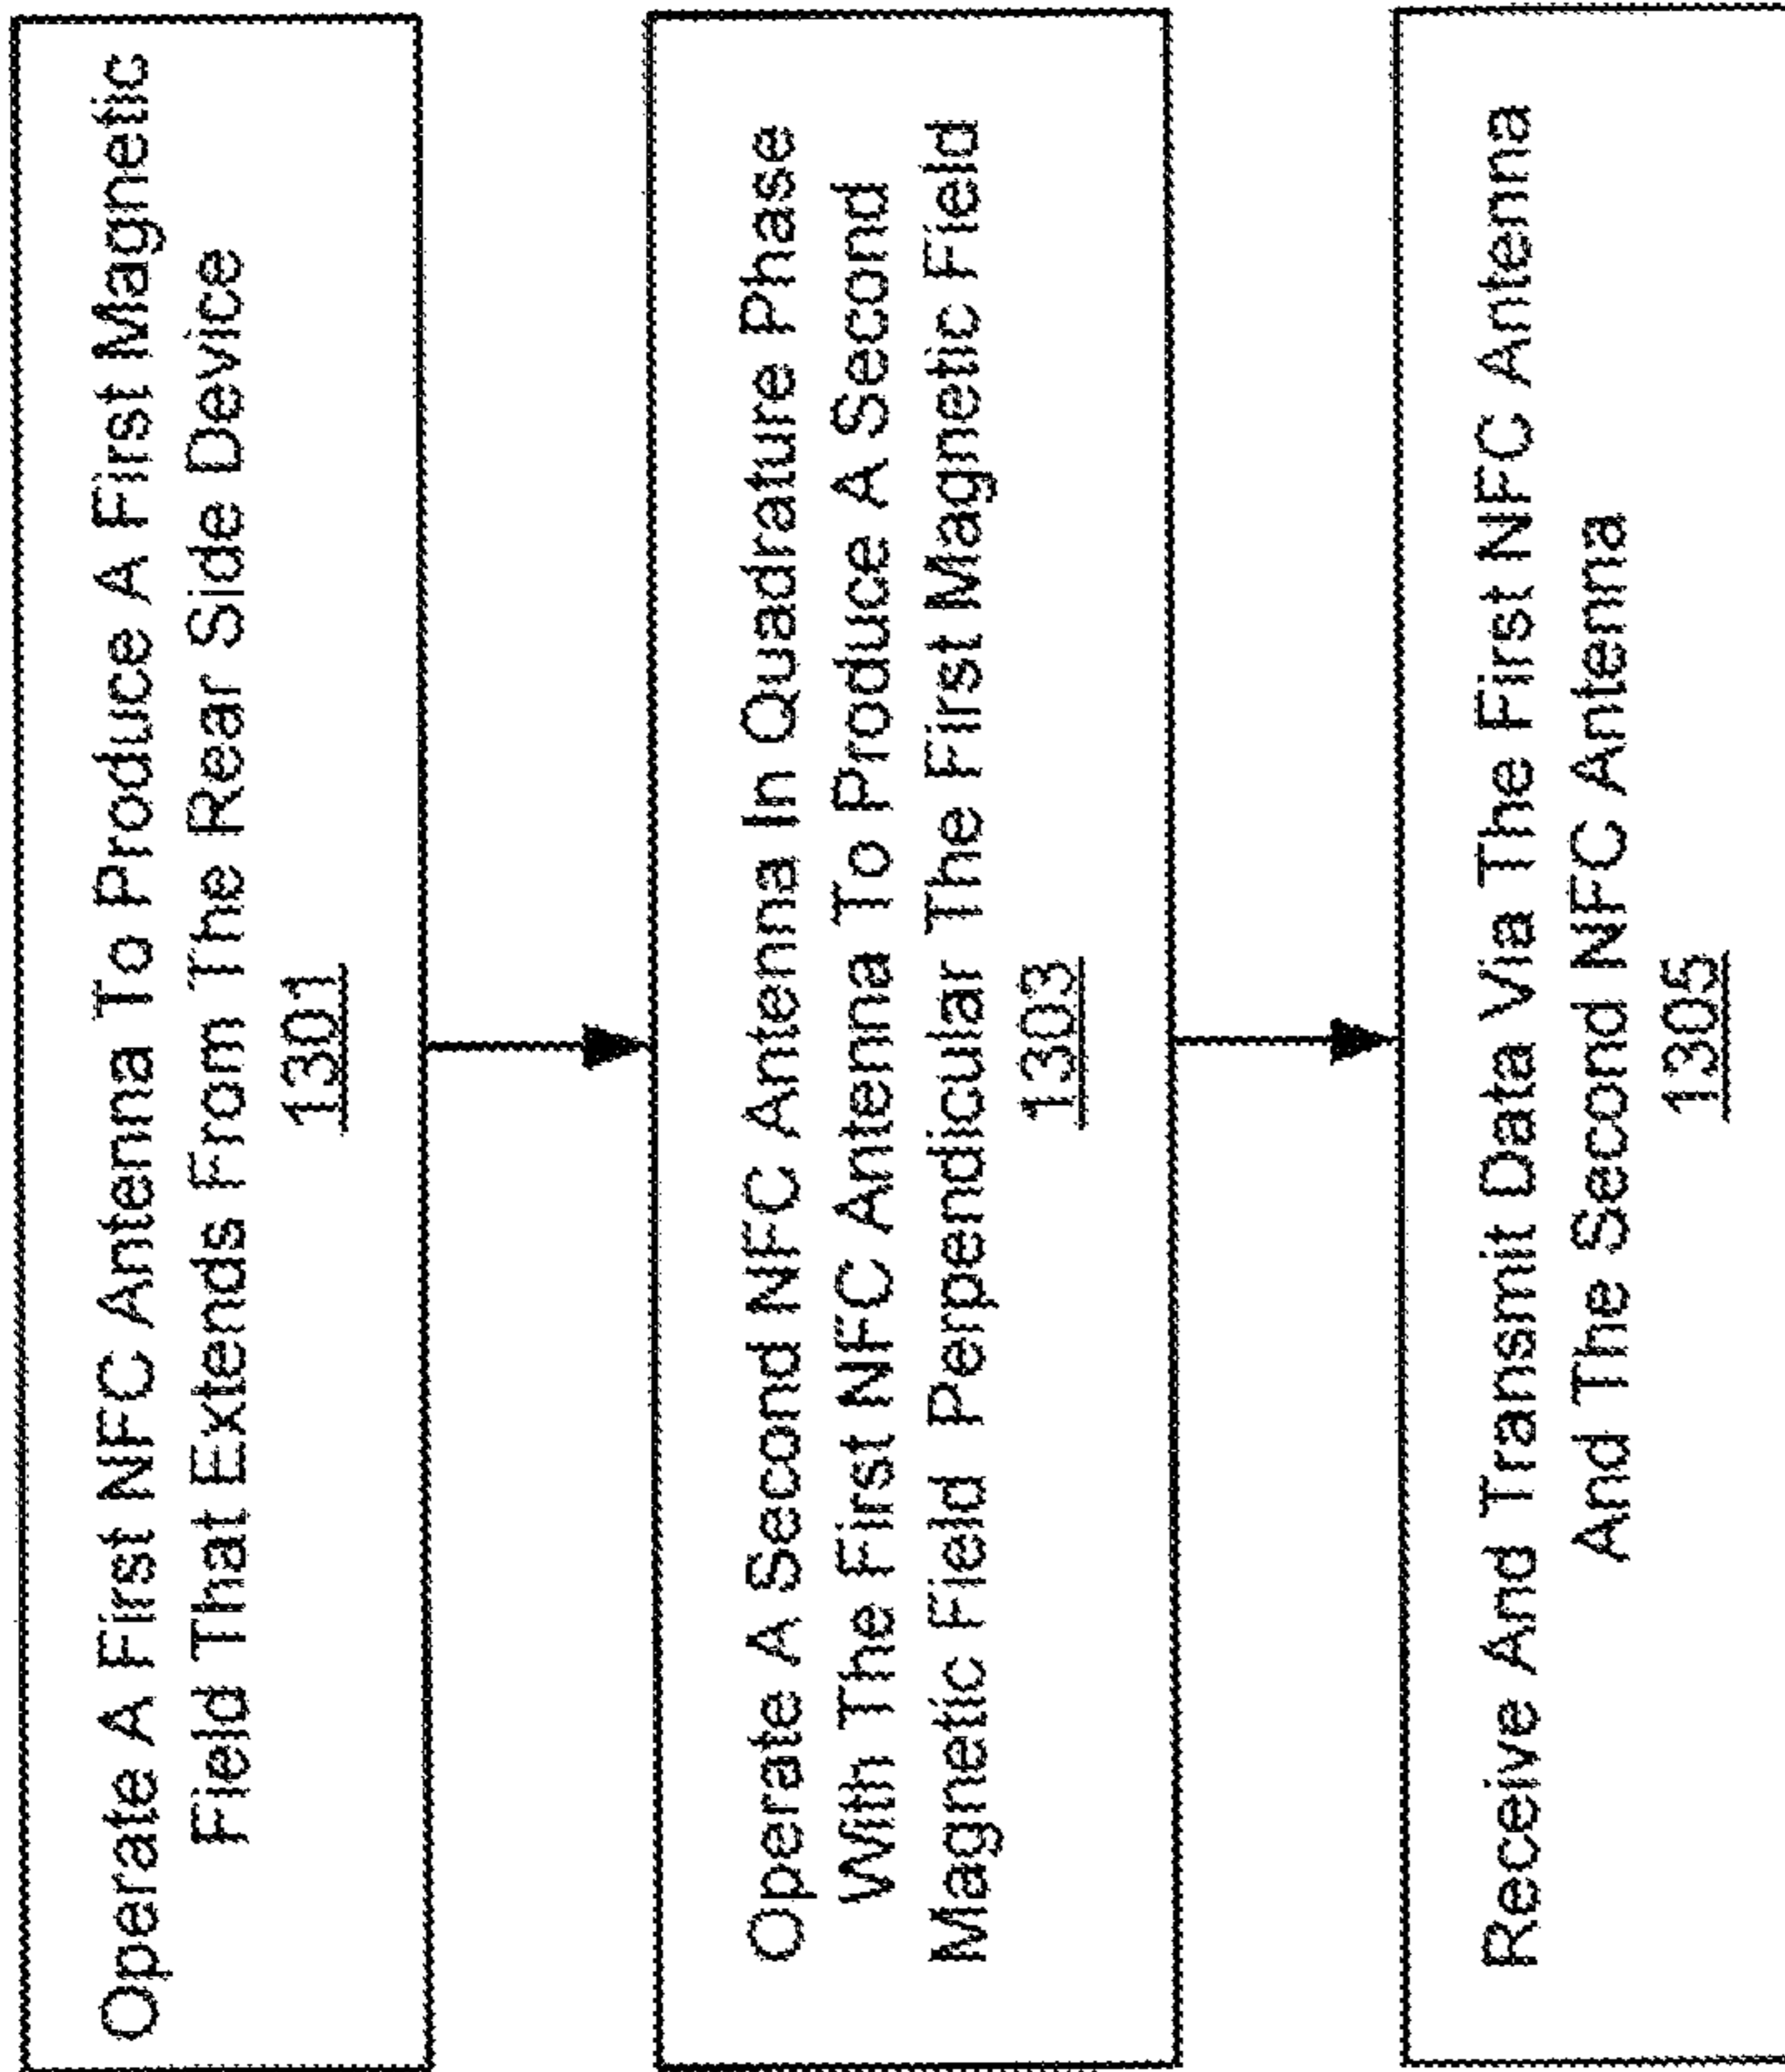 Operate A First NFC Antenna To Produce A First Magnetic
Field That Extends From The Rear Side Device
1301
Operate A Second NFC Antenna In Quadrature Phase
With The First NFC Antenna To Produce A Second
Magnetic Field Perpendicular The First Magnetic Field
1303
Receive And Transmit Data Via The First NFC Antenna
And The Second NFC Antenna
1305